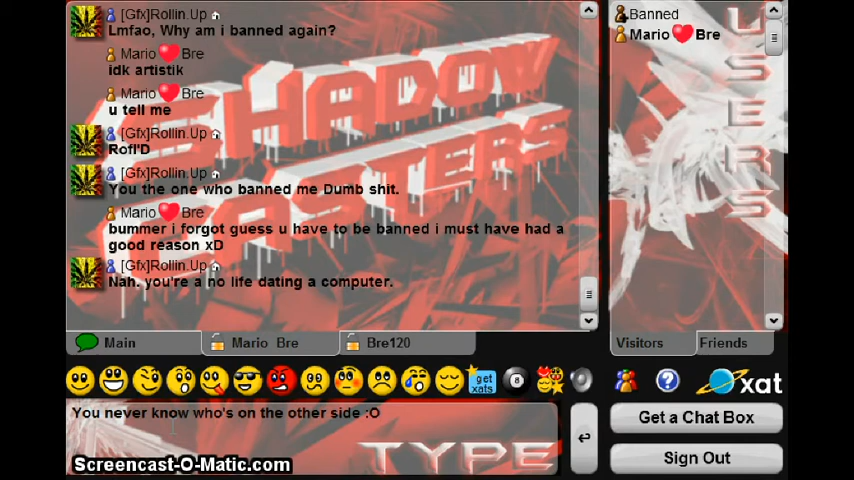 [Gfx]Rollin.Up
Lmfao, Why am i banned again?
Mario Bre
idk artistik
Mario Bre
u tell me
[Gfx]Rollin.Up
Rofl'D
[Gfx]Rollin.Up
You the one who banned me Dumb shit.
Mario Bre
bummer i forgot guess u have to be banned i must have had a
good reason xD
[Gfx]Rollin.Up
Nah. you're a no life dating a computer.
SHADOW
EASTERS
Banned
Mario Bre
USERS
Main
Mario Bre
Bre120
Visitors
Friends
get
xats
8
?
xat
You never know who's on the other side :O
TYPE
Get a Chat Box
Sign Out
Screencast-O-Matic.com